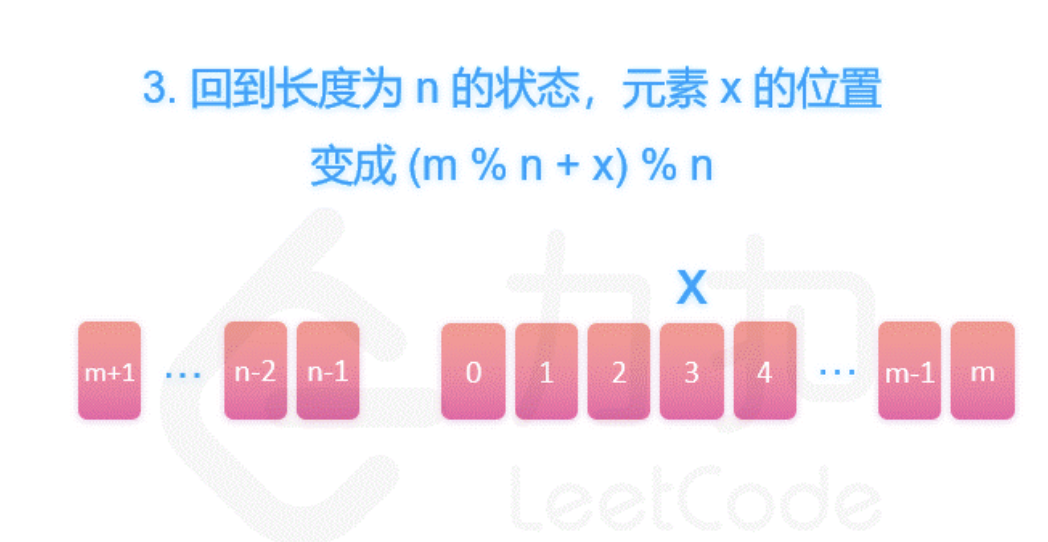 3. 回到长度为 n 的状态，元素 x 的位置
变成 (m % n + x) % n
力扣
X
m+1 ... n-2 n-1 0 1 2 3 4 ... m-1 m
LeetCode